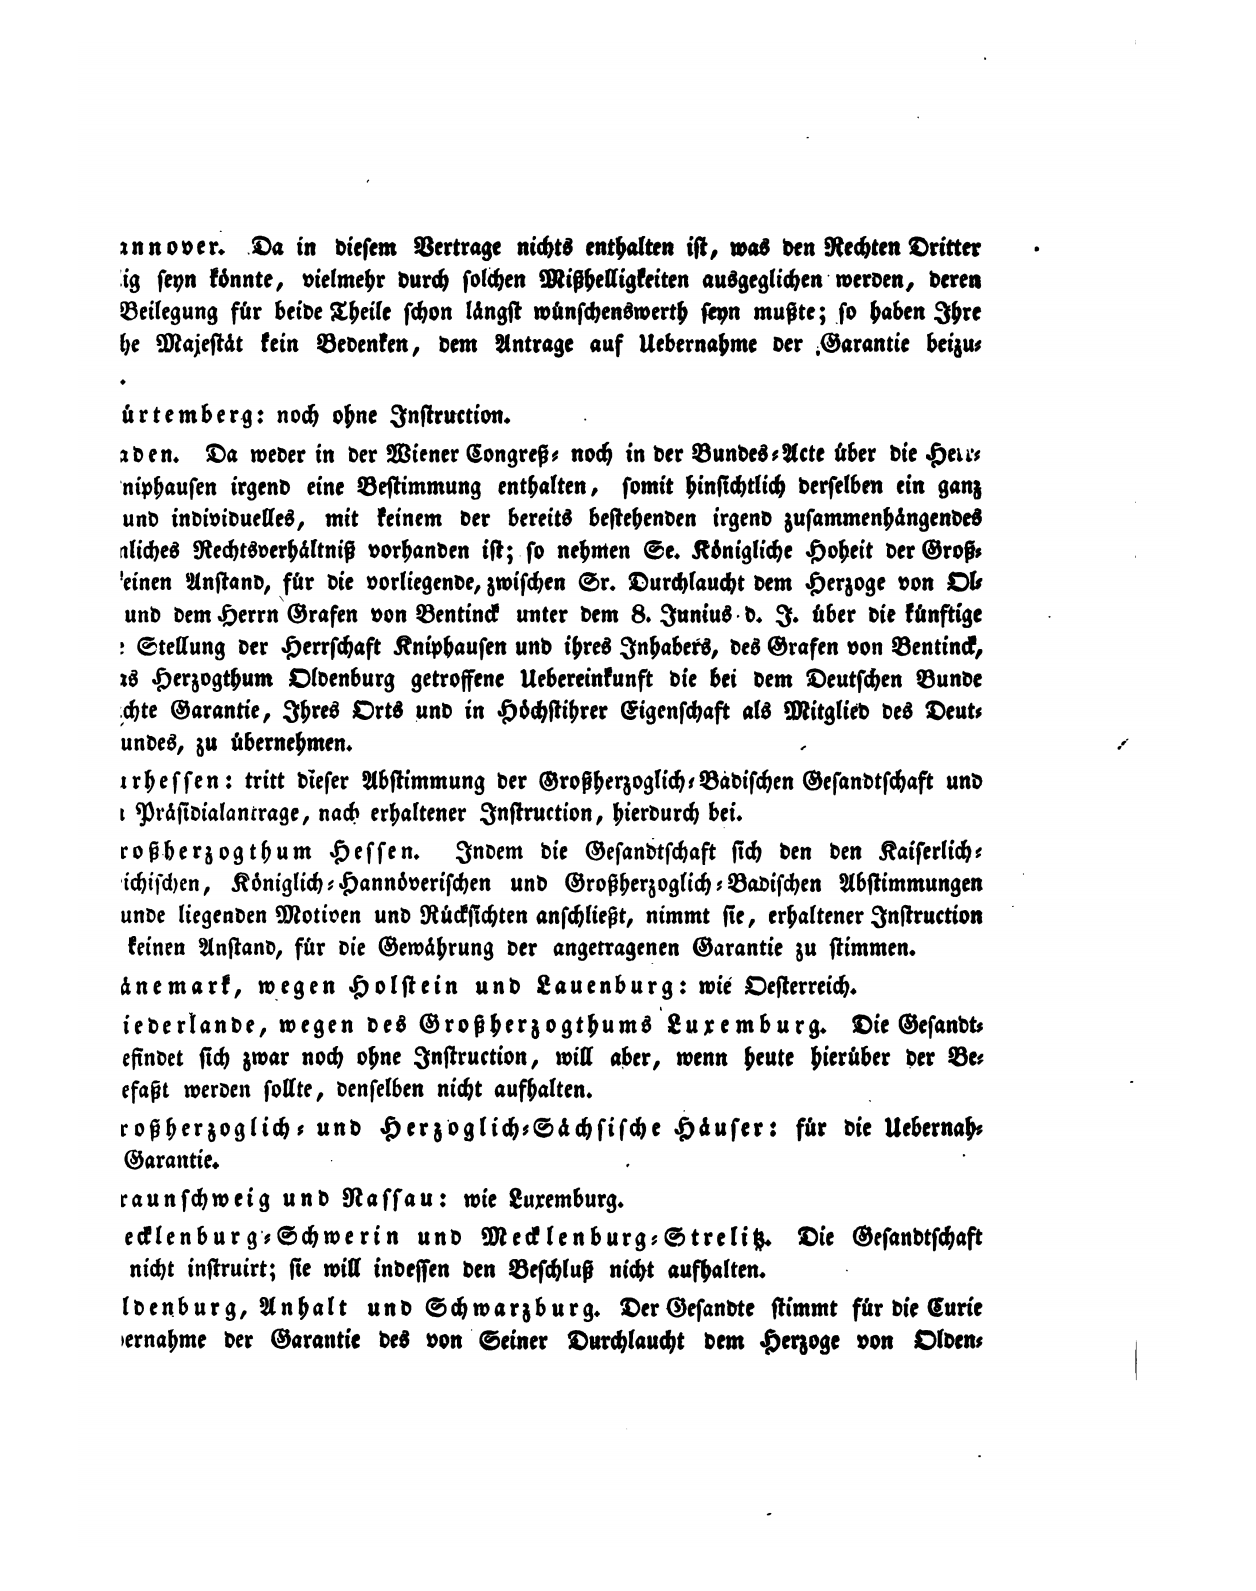 annover. Da in diesem Vertrage nichts enthalten ist, was den Rechten Dritter
ig seyn könnte, vielmehr durch solchen Mißhelligkeiten ausgeglichen werden, deren
Beilegung für beide Theile schon längst wünschenswerth seyn mußte; so haben Ihre
he Majestät kein Bedenken, dem Antrage auf Uebernahme der Garantie beizu-
.
ürtemberg: noch ohne Instruction.
aden. Da weder in der Wiener Congreß- noch in der Bundes-Acte über die Herr-
niphausen irgend eine Bestimmung enthalten, somit hinsichtlich derselben ein ganz
und individuelles, mit keinem der bereits bestehenden irgend zusammenhängendes
nliches Rechtsverhältniß vorhanden ist; so nehmen Se. Königliche Hoheit der Groß-
einen Anstand, für die vorliegende, zwischen Sr. Durchlaucht dem Herzoge von Ol-
und dem Herrn Grafen von Bentinck unter dem 8. Junius d. J. über die künftige
: Stellung der Herrschaft Kniphausen und ihres Inhabers, des Grafen von Bentinck,
as Herzogthum Oldenburg getroffene Uebereinkunft die bei dem Deutschen Bunde
chte Garantie, Ihres Orts und in Höchstihrer Eigenschaft als Mitglied des Deut-
undes, zu übernehmen.
urhessen: tritt dieser Abstimmung der Großherzoglich-Badischen Gesandtschaft und
Präsidialantrage, nach erhaltener Instruction, hierdurch bei.
roßherzogthum Hessen. Indem die Gesandtschaft sich den den Kaiserlich-
ichischen, Königlich-Hannöverischen und Großherzoglich-Badischen Abstimmungen
unde liegenden Motiven und Rücksichten anschließt, nimmt sie, erhaltener Instruction
keinen Anstand, für die Gewährung der angetragenen Garantie zu stimmen.
änemark, wegen Holstein und Lauenburg: wie Oesterreich.
iederlande, wegen des Großherzogthums Luxemburg. Die Gesandt-
efindet sich zwar noch ohne Instruction, will aber, wenn heute hierüber der Be-
efaßt werden sollte, denselben nicht aufhalten.
roßherzoglich- und Herzoglich-Sächsische Häuser: für die Uebernah-
Garantie.
raunschweig und Nassau: wie Luxemburg.
ecklenburg-Schwerin und Mecklenburg-Strelitz. Die Gesandtschaft
nicht instruirt; sie will indessen den Beschluß nicht aufhalten.
ldenburg, Anhalt und Schwarzburg. Der Gesandte stimmt für die Curie
ernahme der Garantie des von Seiner Durchlaucht dem Herzoge von Olden-